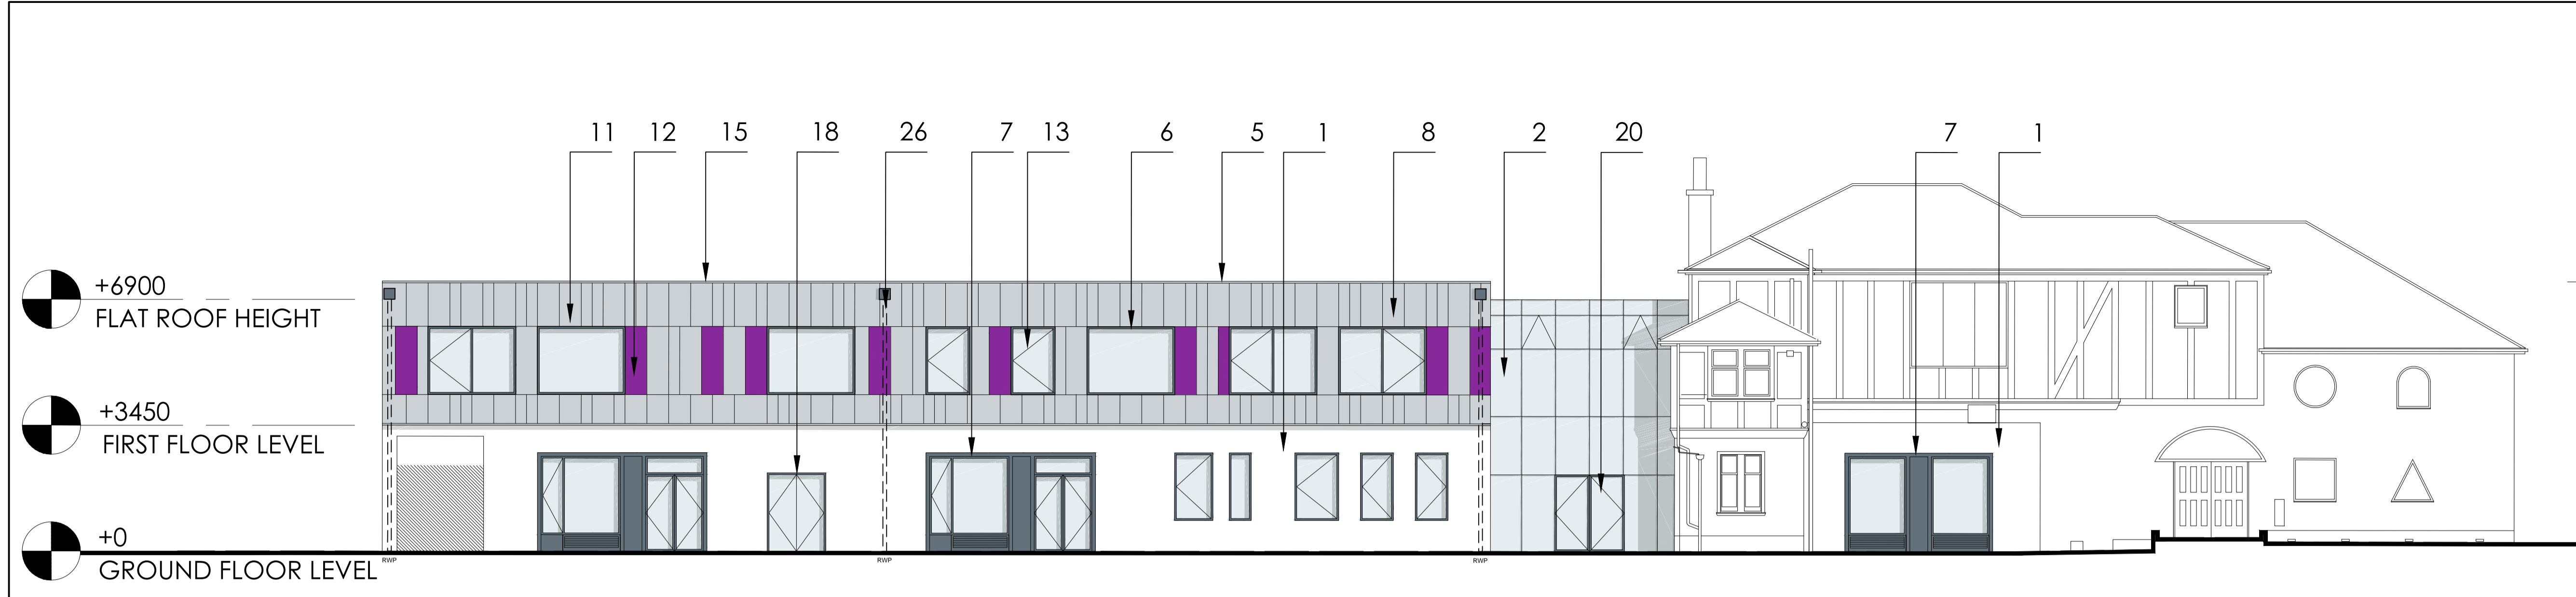 11 12 15 18 26 7 13 6 5 1 8 2 20 7 1
+6900
FLAT ROOF HEIGHT
+3450
FIRST FLOOR LEVEL
+0
GROUND FLOOR LEVEL
RWP RWP RWP